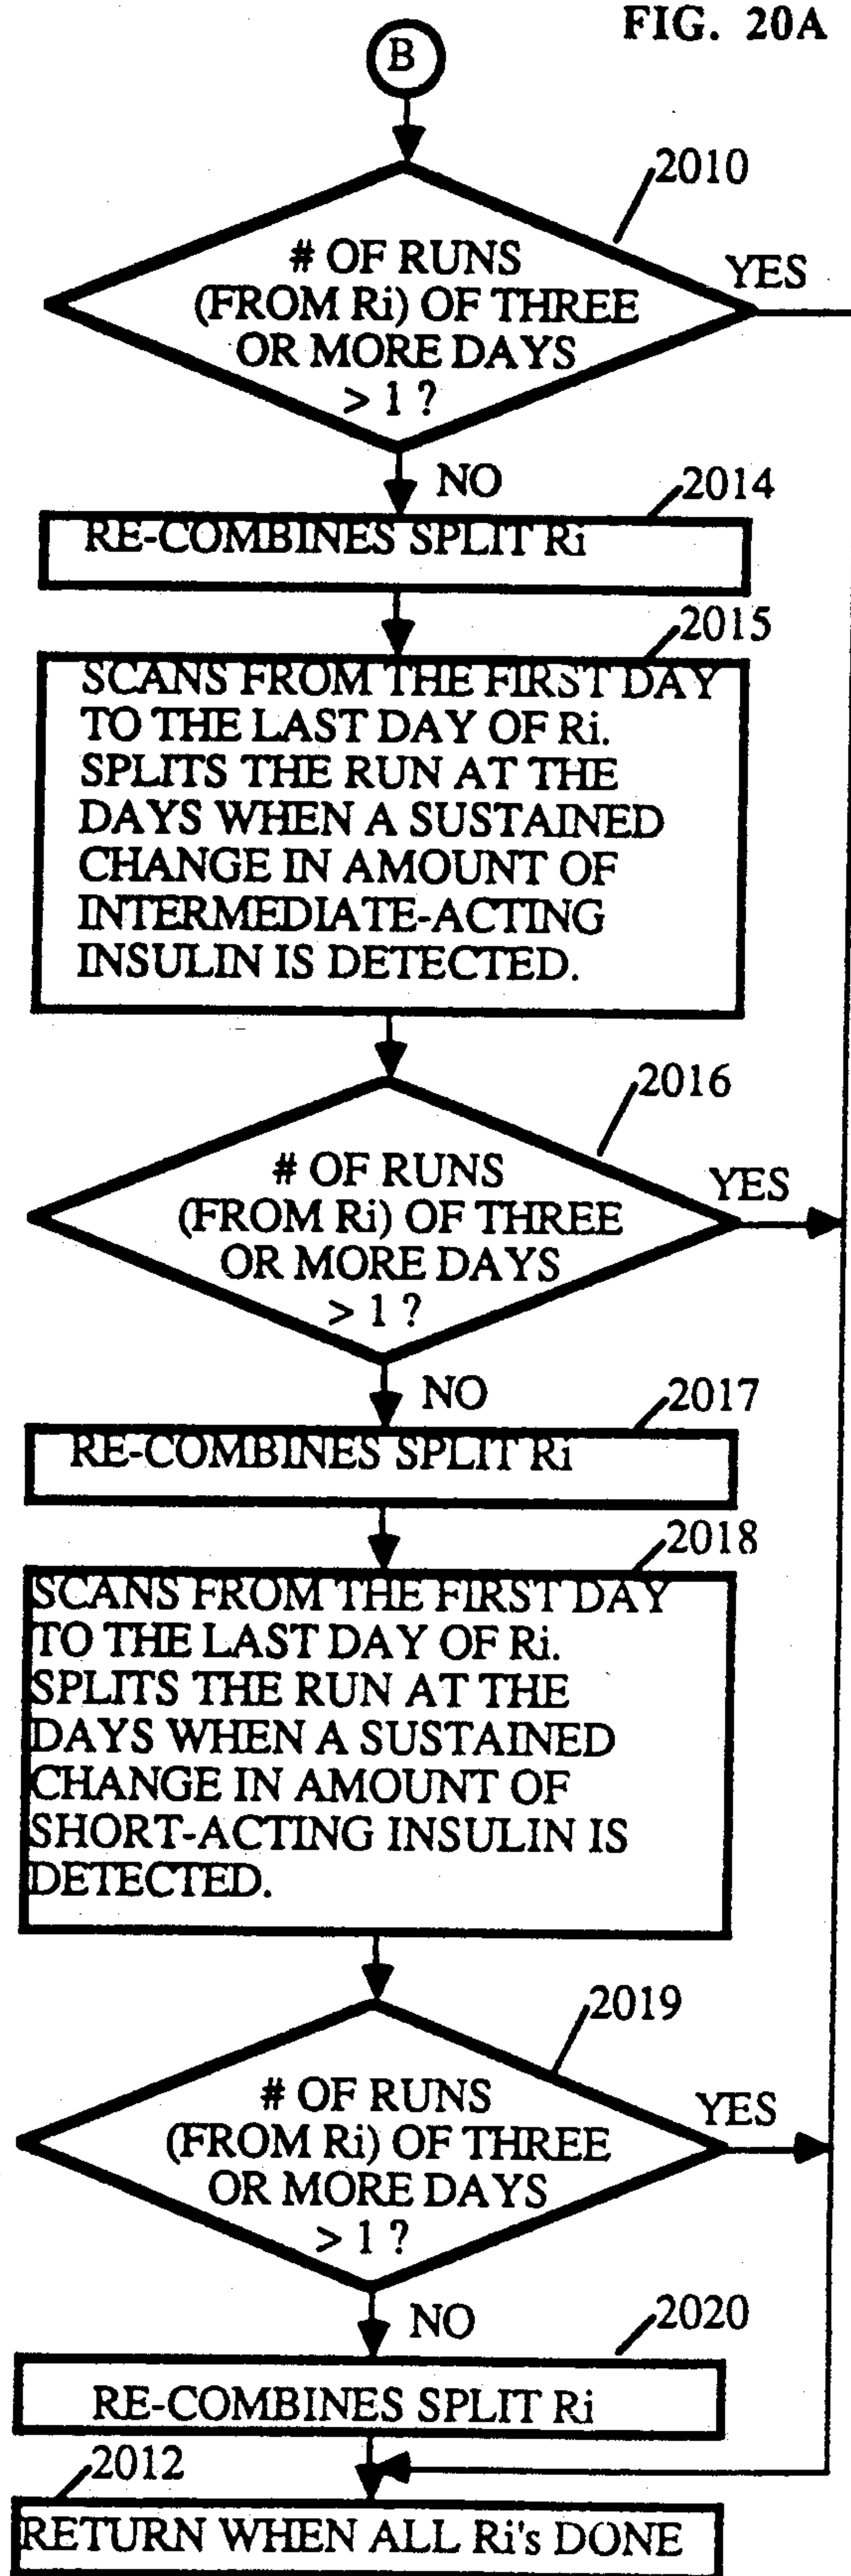 FIG. 20A
B
2010
# OF RUNS
(FROM Ri) OF THREE
OR MORE DAYS
> 1 ?
YES
NO
2014
RE-COMBINES SPLIT Ri
2015
SCANS FROM THE FIRST DAY
TO THE LAST DAY OF Ri.
SPLITS THE RUN AT THE
DAYS WHEN A SUSTAINED
CHANGE IN AMOUNT OF
INTERMEDIATE-ACTING
INSULIN IS DETECTED.
2016
# OF RUNS
(FROM Ri) OF THREE
OR MORE DAYS
> 1 ?
YES
NO
2017
RE-COMBINES SPLIT Ri
2018
SCANS FROM THE FIRST DAY
TO THE LAST DAY OF Ri.
SPLITS THE RUN AT THE
DAYS WHEN A SUSTAINED
CHANGE IN AMOUNT OF
SHORT-ACTING INSULIN IS
DETECTED.
2019
# OF RUNS
(FROM Ri) OF THREE
OR MORE DAYS
> 1 ?
YES
NO
2020
RE-COMBINES SPLIT Ri
2012
RETURN WHEN ALL Ri's DONE